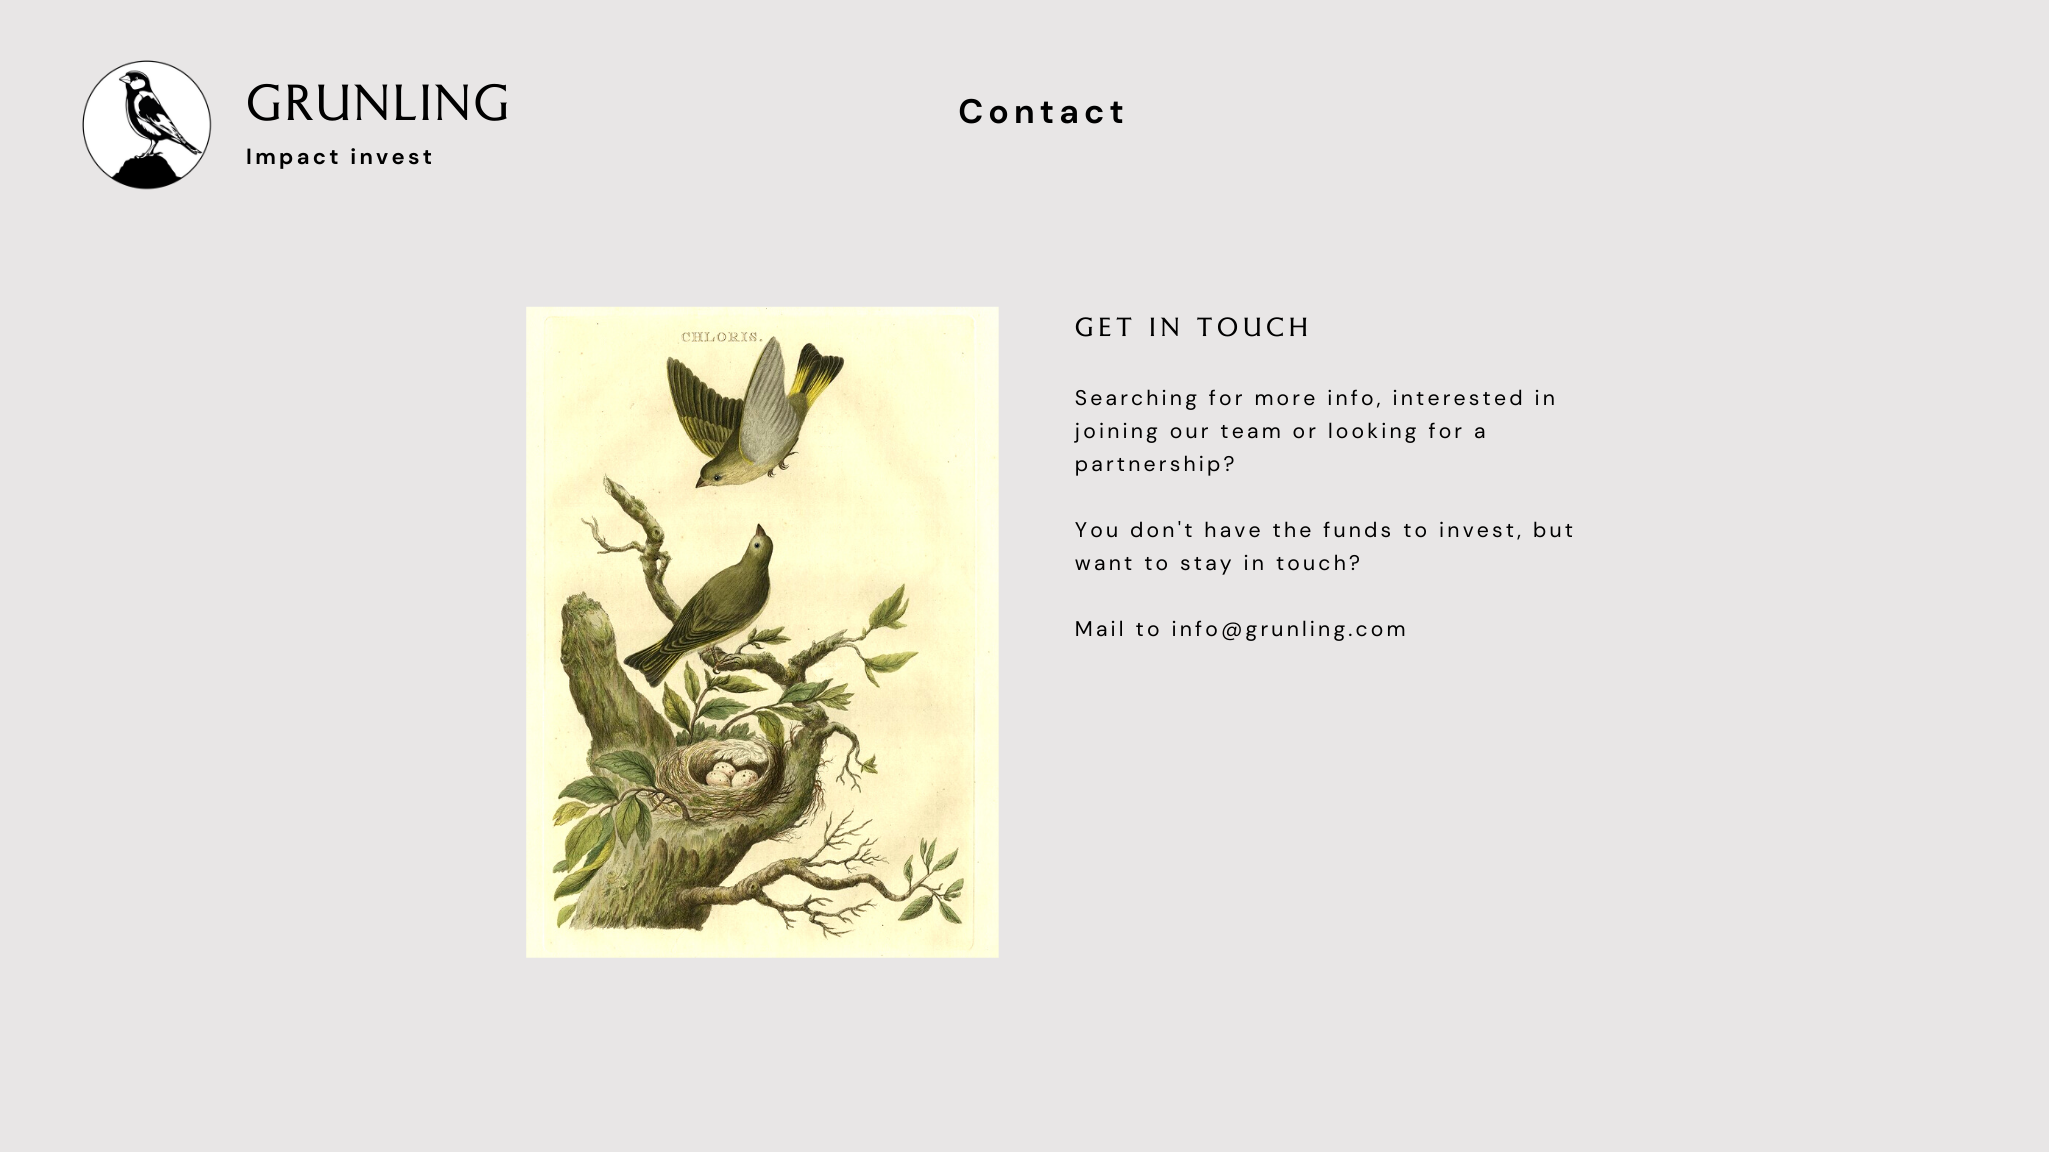 GRUNLING
Impact invest
Contact
CHLORIS.
GET IN TOUCH
Searching for more info, interested in
joining our team or looking for a
partnership?
You don't have the funds to invest, but
want to stay in touch?
Mail to info@grunling.com